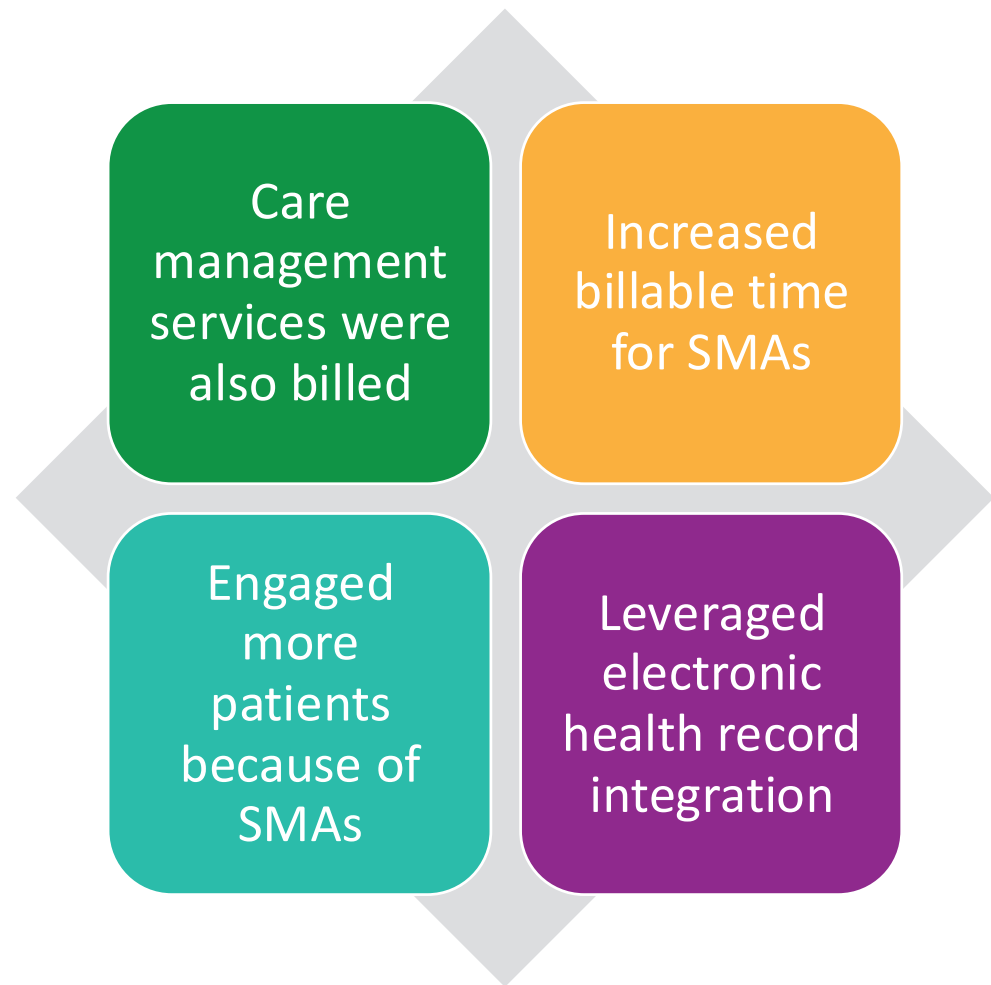 Care
management
services were
also billed
Increased
billable time
for SMAs
Engaged
more
patients
because of
SMAs
Leveraged
electronic
health record
integration